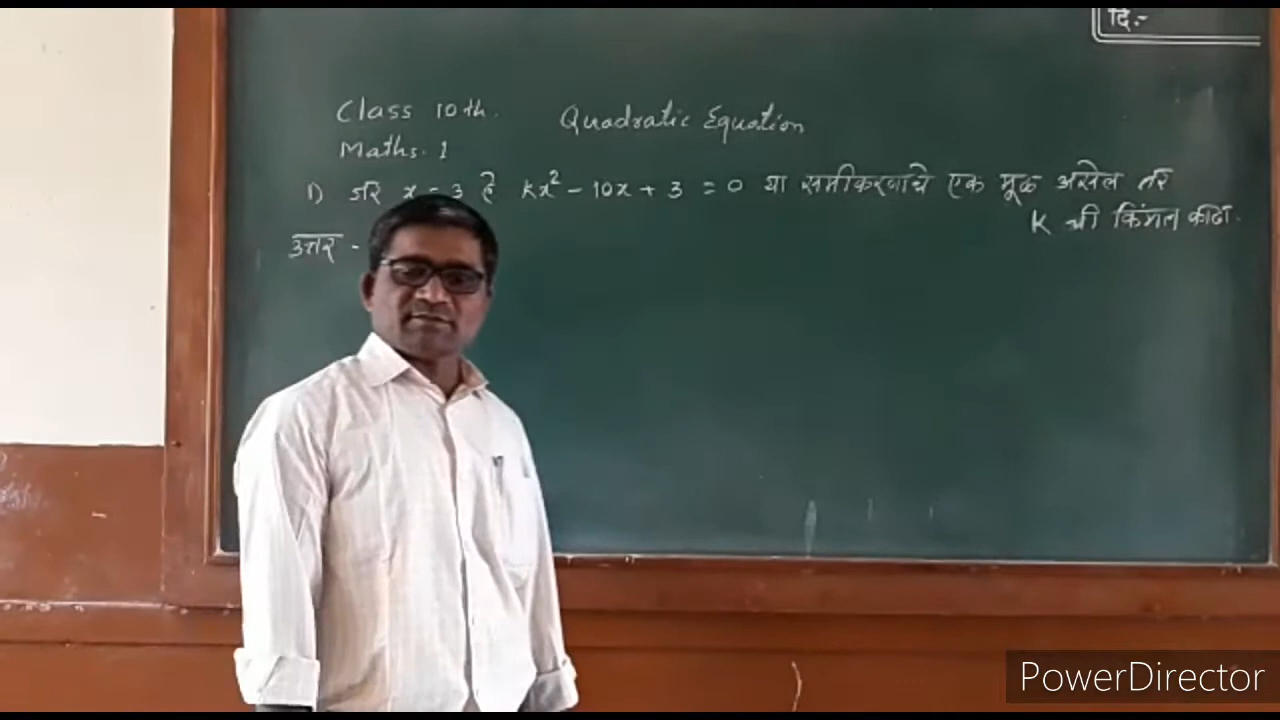 दि:-
Class 10th. Quadratic Equation
Maths. 1
1) जरि x = 3 हे kx² - 10x + 3 = 0 या समीकरणाचे एक मूळ असेल तर
K ची किंमत काढा.
उत्तर -
PowerDirector